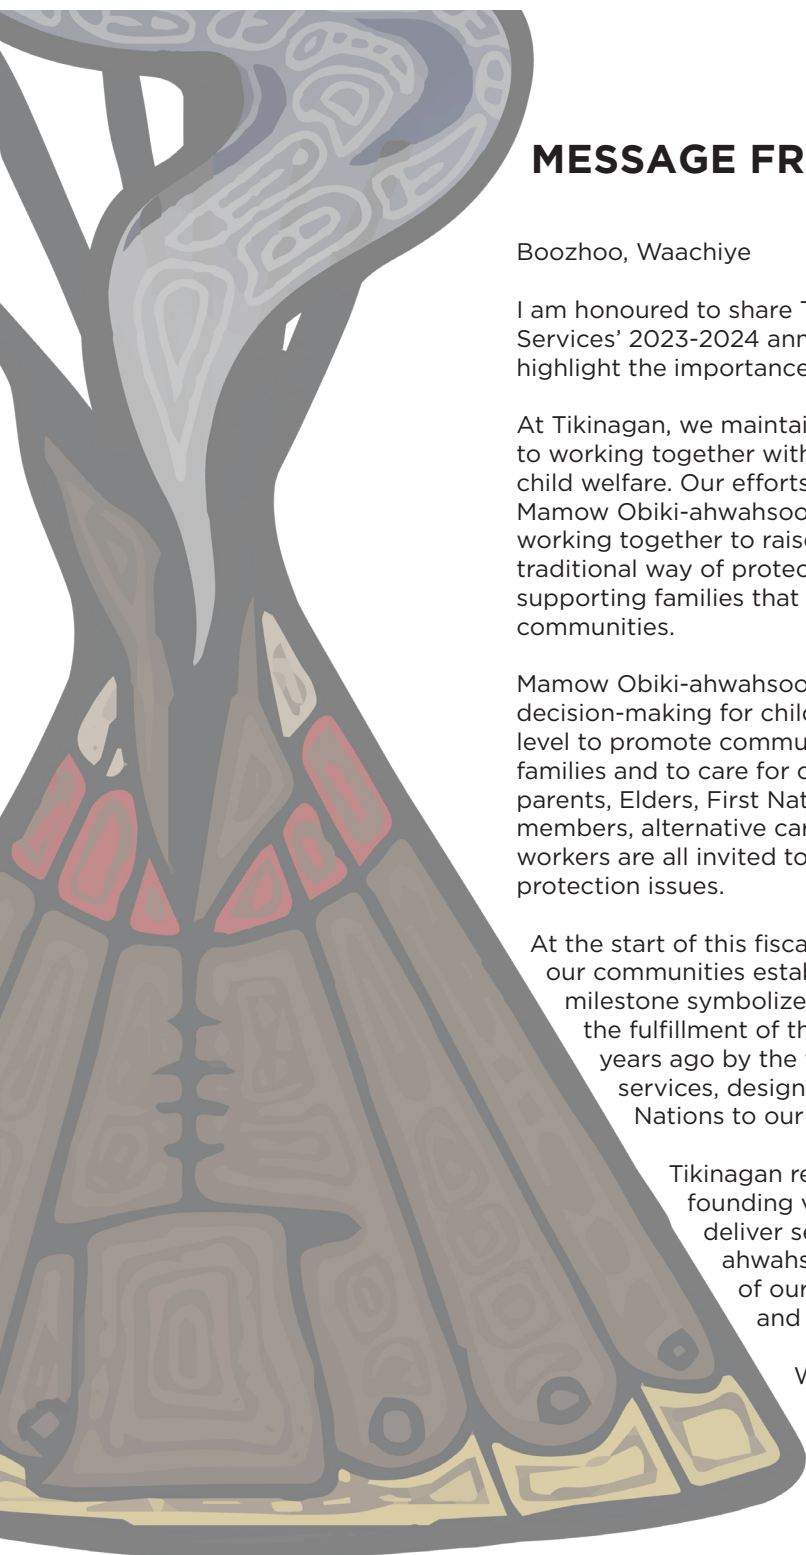 MESSAGE FR
Boozhoo, Waachiye
I am honoured to share
Services’ 2023-2024 ann
highlight the importance
At Tikinagan, we maintai
to working together with
child welfare. Our efforts
Mamow Obiki-ahwahsoo
working together to raise
traditional way of protec
supporting families that
communities.
Mamow Obiki-ahwahsoo
decision-making for chil
level to promote commu
families and to care for c
parents, Elders, First Nat
members, alternative car
workers are all invited to
protection issues.
At the start of this fisca
our communities estab
milestone symbolize
the fulfillment of th
years ago by the
services, design
Nations to our
Tikinagan re
founding v
deliver se
ahwahs
of our
and